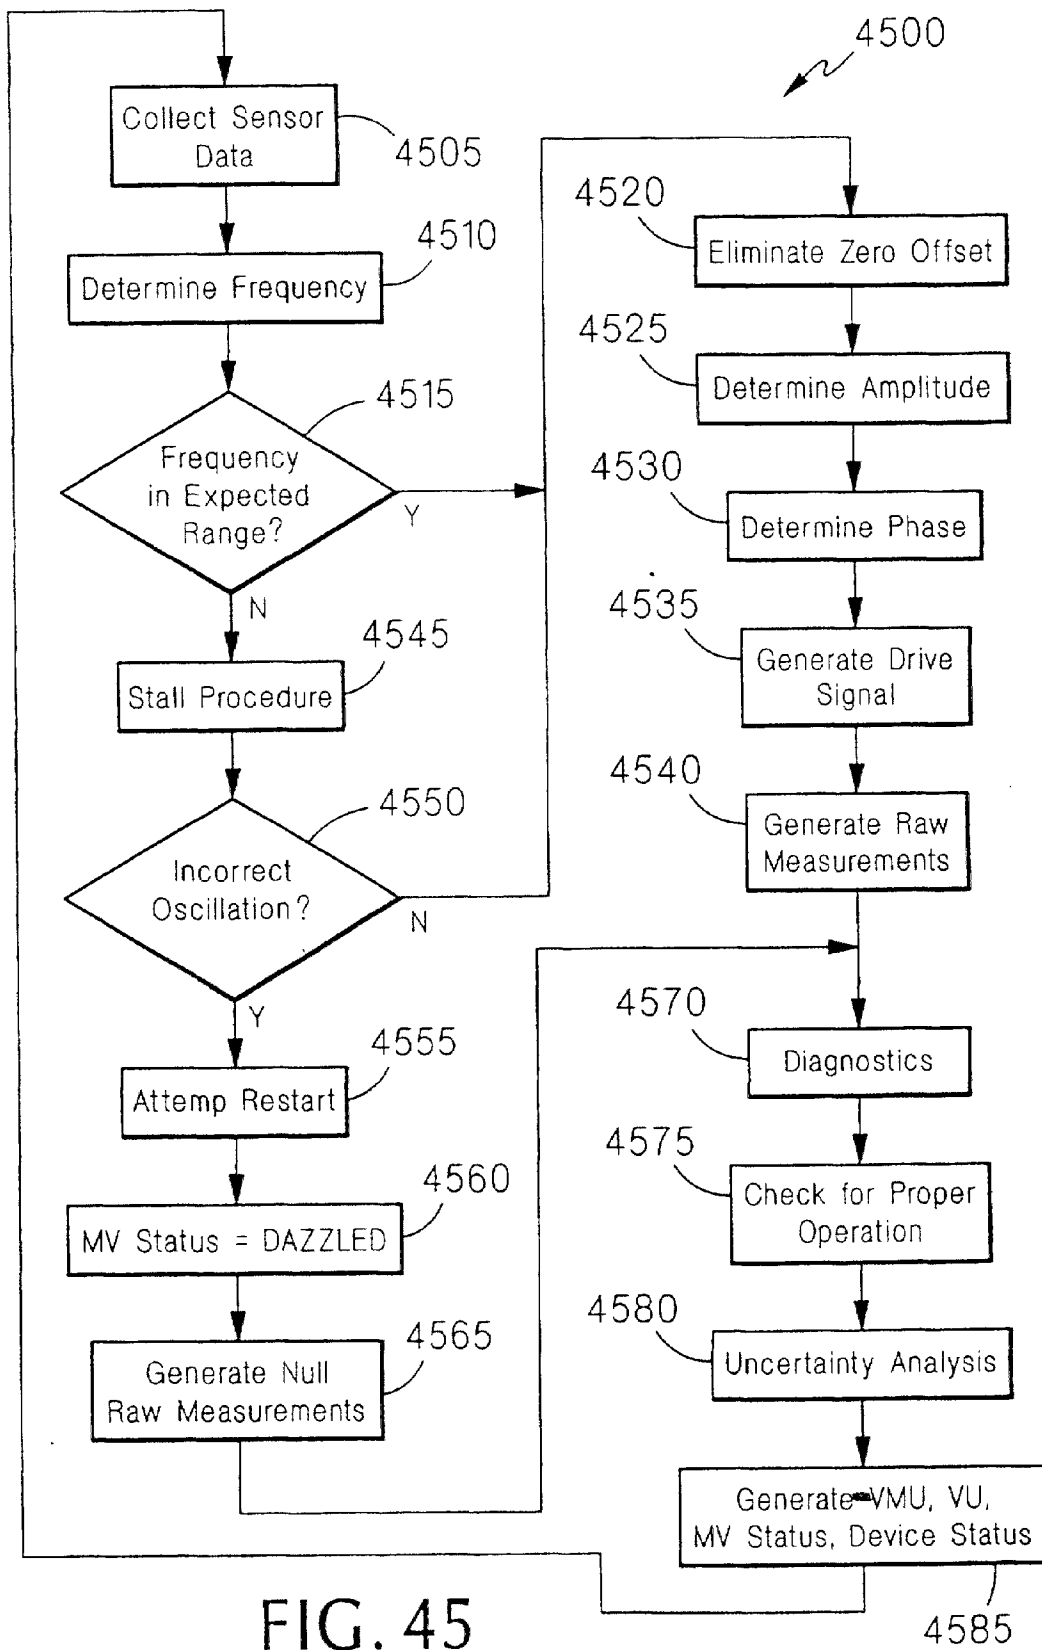 4500
Collect Sensor
Data
4505
4510
Determine Frequency
4515
Frequency
in Expected
Range?
Y
N
4545
Stall Procedure
4550
Incorrect
Oscillation?
N
Y
4555
Attemp Restart
4560
MV Status = DAZZLED
4565
Generate Null
Raw Measurements
4520
Eliminate Zero Offset
4525
Determine Amplitude
4530
Determine Phase
4535
Generate Drive
Signal
4540
Generate Raw
Measurements
4570
Diagnostics
4575
Check for Proper
Operation
4580
Uncertainty Analysis
Generate VMU, VU,
MV Status, Device Status
4585
FIG. 45